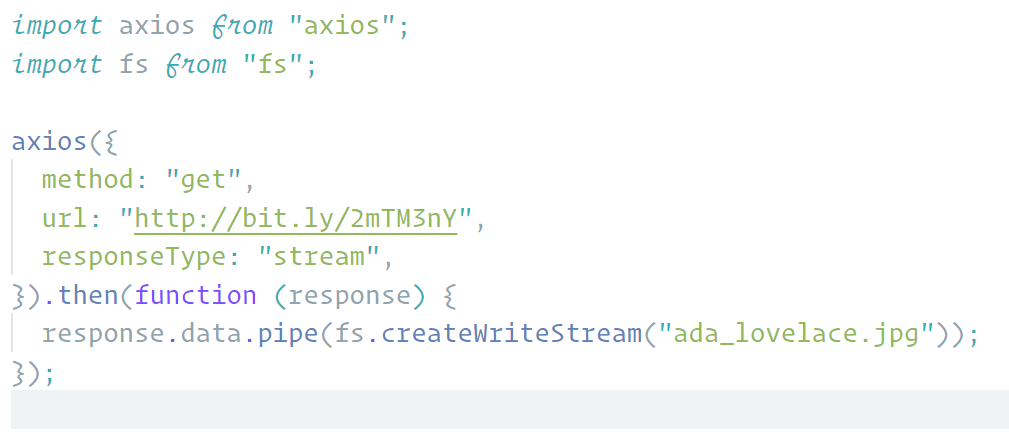 import axios from "axios";
import fs from "fs";

axios({
  method: "get",
  url: "http://bit.ly/2mTM3nY",
  responseType: "stream",
}).then(function (response) {
  response.data.pipe(fs.createWriteStream("ada_lovelace.jpg"));
});